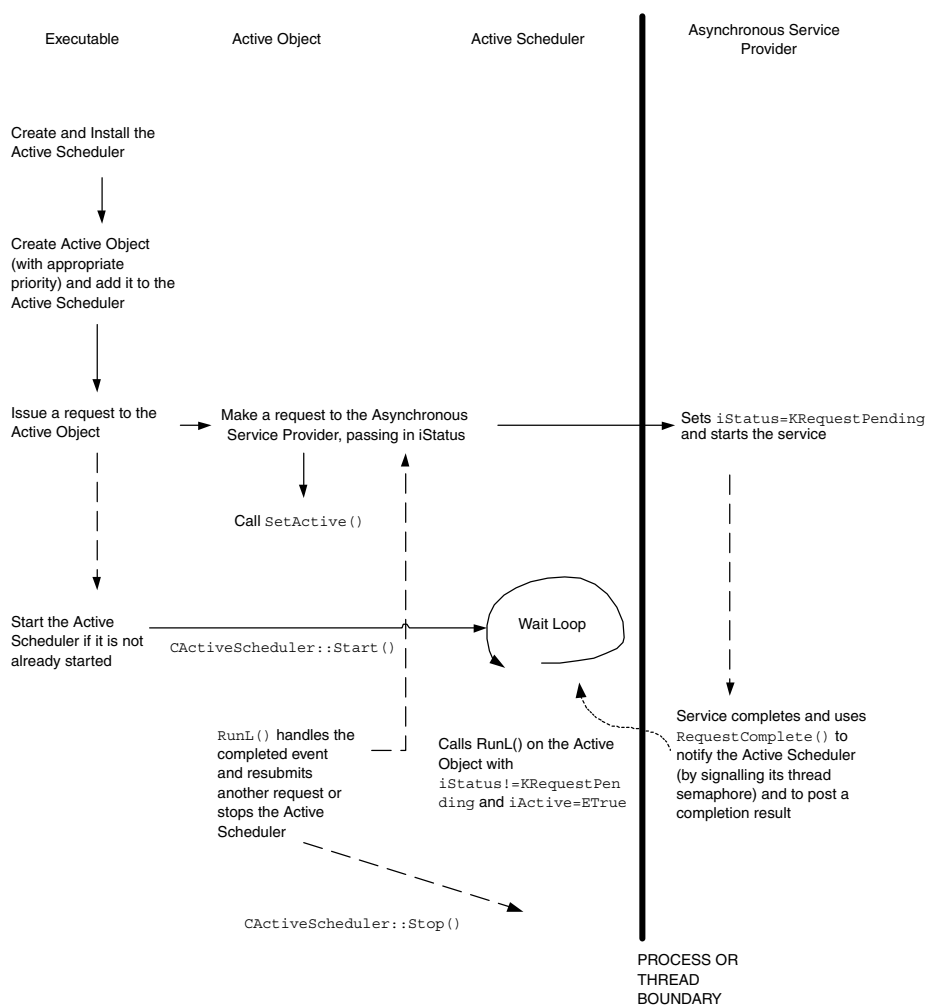 Executable
Active Object
Active Scheduler
Asynchronous Service
Provider
Create and Install the
Active Scheduler
Create Active Object
(with appropriate
priority) and add it to the
Active Scheduler
Issue a request to the
Active Object
Make a request to the Asynchronous
Service Provider, passing in iStatus
Sets iStatus=KRequestPending
and starts the service
Call SetActive()
Start the Active
Scheduler if it is not
already started
CActiveScheduler::Start()
Wait Loop
RunL() handles the
completed event
and resubmits
another request or
stops the Active
Scheduler
Calls RunL() on the Active
Object with
iStatus!=KRequestPen
ding and iActive=ETrue
Service completes and uses
RequestComplete() to
notify the Active Scheduler
(by signalling its thread
semaphore) and to post a
completion result
CActiveScheduler::Stop()
PROCESS OR
THREAD
BOUNDARY